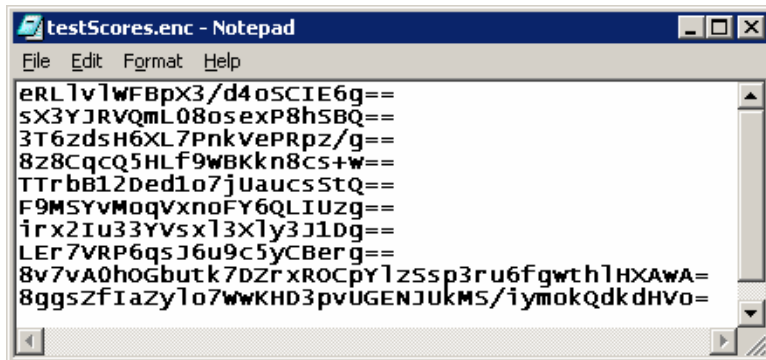 testScores.enc - Notepad
File Edit Format Help
eRLlvlWFBpX3/d4oSCIE6g==
sX3YJRVQmL08osexP8hSBQ==
3T6zdsH6XL7PnkVePRpz/g==
8z8CqcQ5HLf9WBKkn8cs+w==
TTrbB12Ded1o7jUaucsStQ==
F9MSYvMoqVxnoFY6QLIUzg==
irx2Iu33YVsxl3Xly3J1Dg==
LEr7VRP6qsJ6u9c5yCBerg==
8v7vA0hOGbutk7DZrxROCpYlzSsp3ru6fgwthlHXAwA=
8ggsZfIaZylo7WwKHD3pvUGENJUkMS/iymokQdkdHVo=